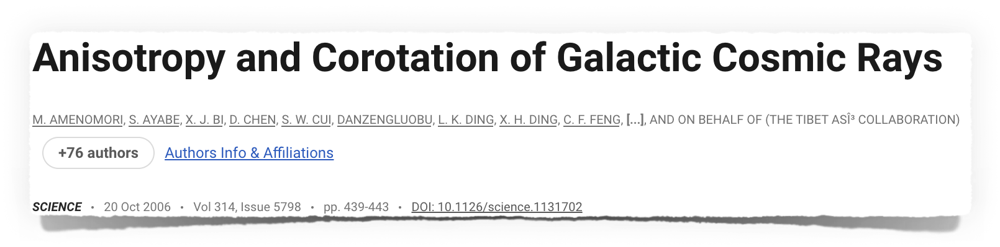 Anisotropy and Corotation of Galactic Cosmic Rays
M. AMENOMORI, S. AYABE, X. J. BI, D. CHEN, S. W. CUI, DANZENGLUOBU, L. K. DING, X. H. DING, C. F. FENG, [...], AND ON BEHALF OF (THE TIBET ASÎ³ COLLABORATION)
+76 authors Authors Info & Affiliations
SCIENCE • 20 Oct 2006 • Vol 314, Issue 5798 • pp. 439-443 • DOI: 10.1126/science.1131702